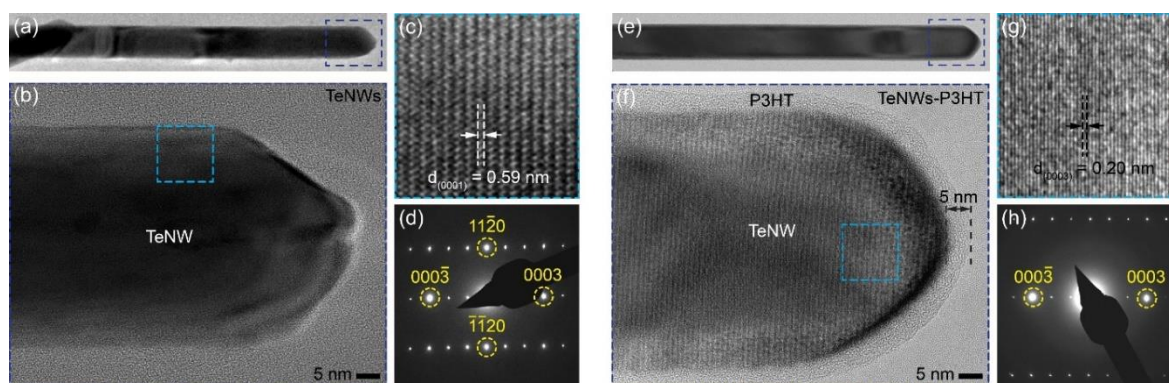 (a)
(b)
TeNWs
TeNW
5 nm
(c)
d(0001) = 0.59 nm
(d)
112̄0
0003̄
0003
1̄1̄20
(e)
(f)
P3HT
TeNWs-P3HT
5 nm
TeNW
5 nm
(g)
d(0003) = 0.20 nm
(h)
0003̄
0003